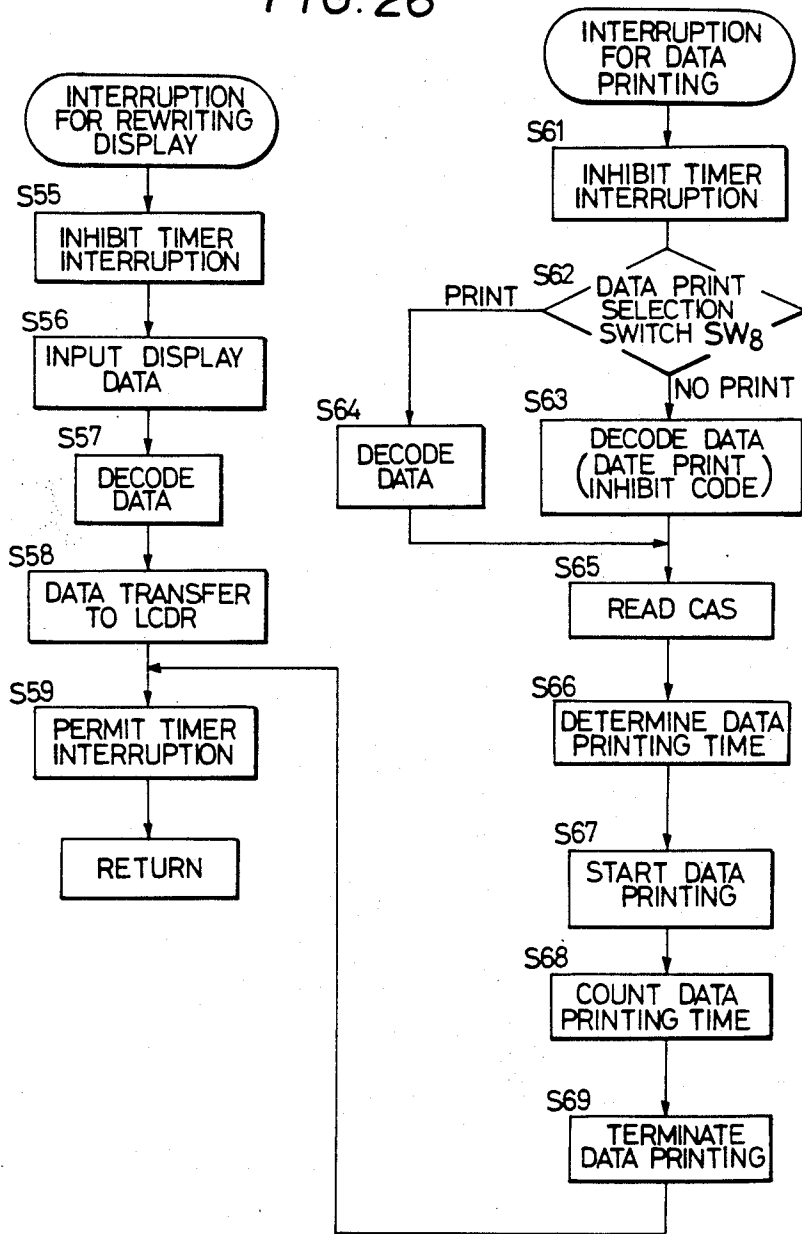 FIG. 26
INTERRUPTION
FOR REWRITING
DISPLAY
S55
INHIBIT TIMER
INTERRUPTION
S56
INPUT DISPLAY
DATA
S57
DECODE
DATA
S58
DATA TRANSFER
TO LCDR
S59
PERMIT TIMER
INTERRUPTION
RETURN
INTERRUPTION
FOR DATA
PRINTING
S61
INHIBIT TIMER
INTERRUPTION
S62
DATA PRINT
SELECTION
SWITCH SW8
PRINT
NO PRINT
S64
DECODE
DATA
S63
DECODE DATA
(DATE PRINT
INHIBIT CODE)
S65
READ CAS
S66
DETERMINE DATA
PRINTING TIME
S67
START DATA
PRINTING
S68
COUNT DATA
PRINTING TIME
S69
TERMINATE
DATA PRINTING